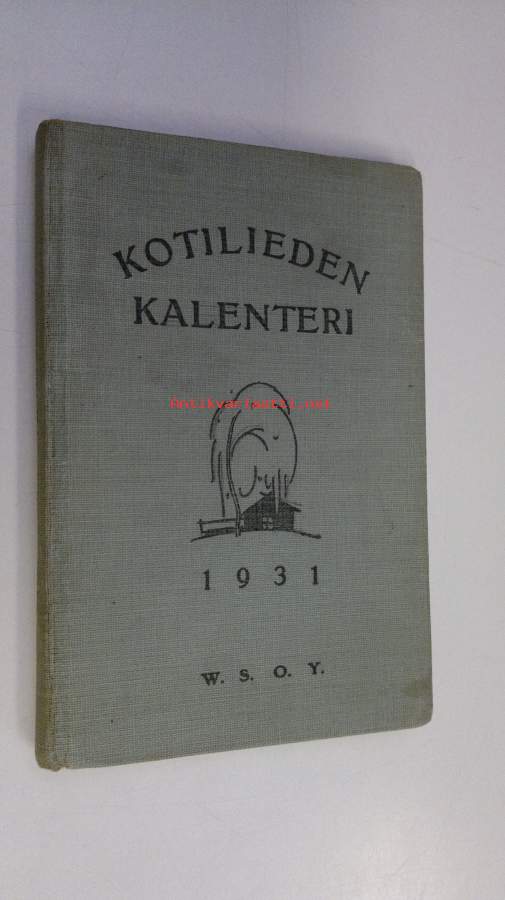 KOTILIEDEN
KALENTERI
Antikvariaatti.net
1931
W. S. O. Y.